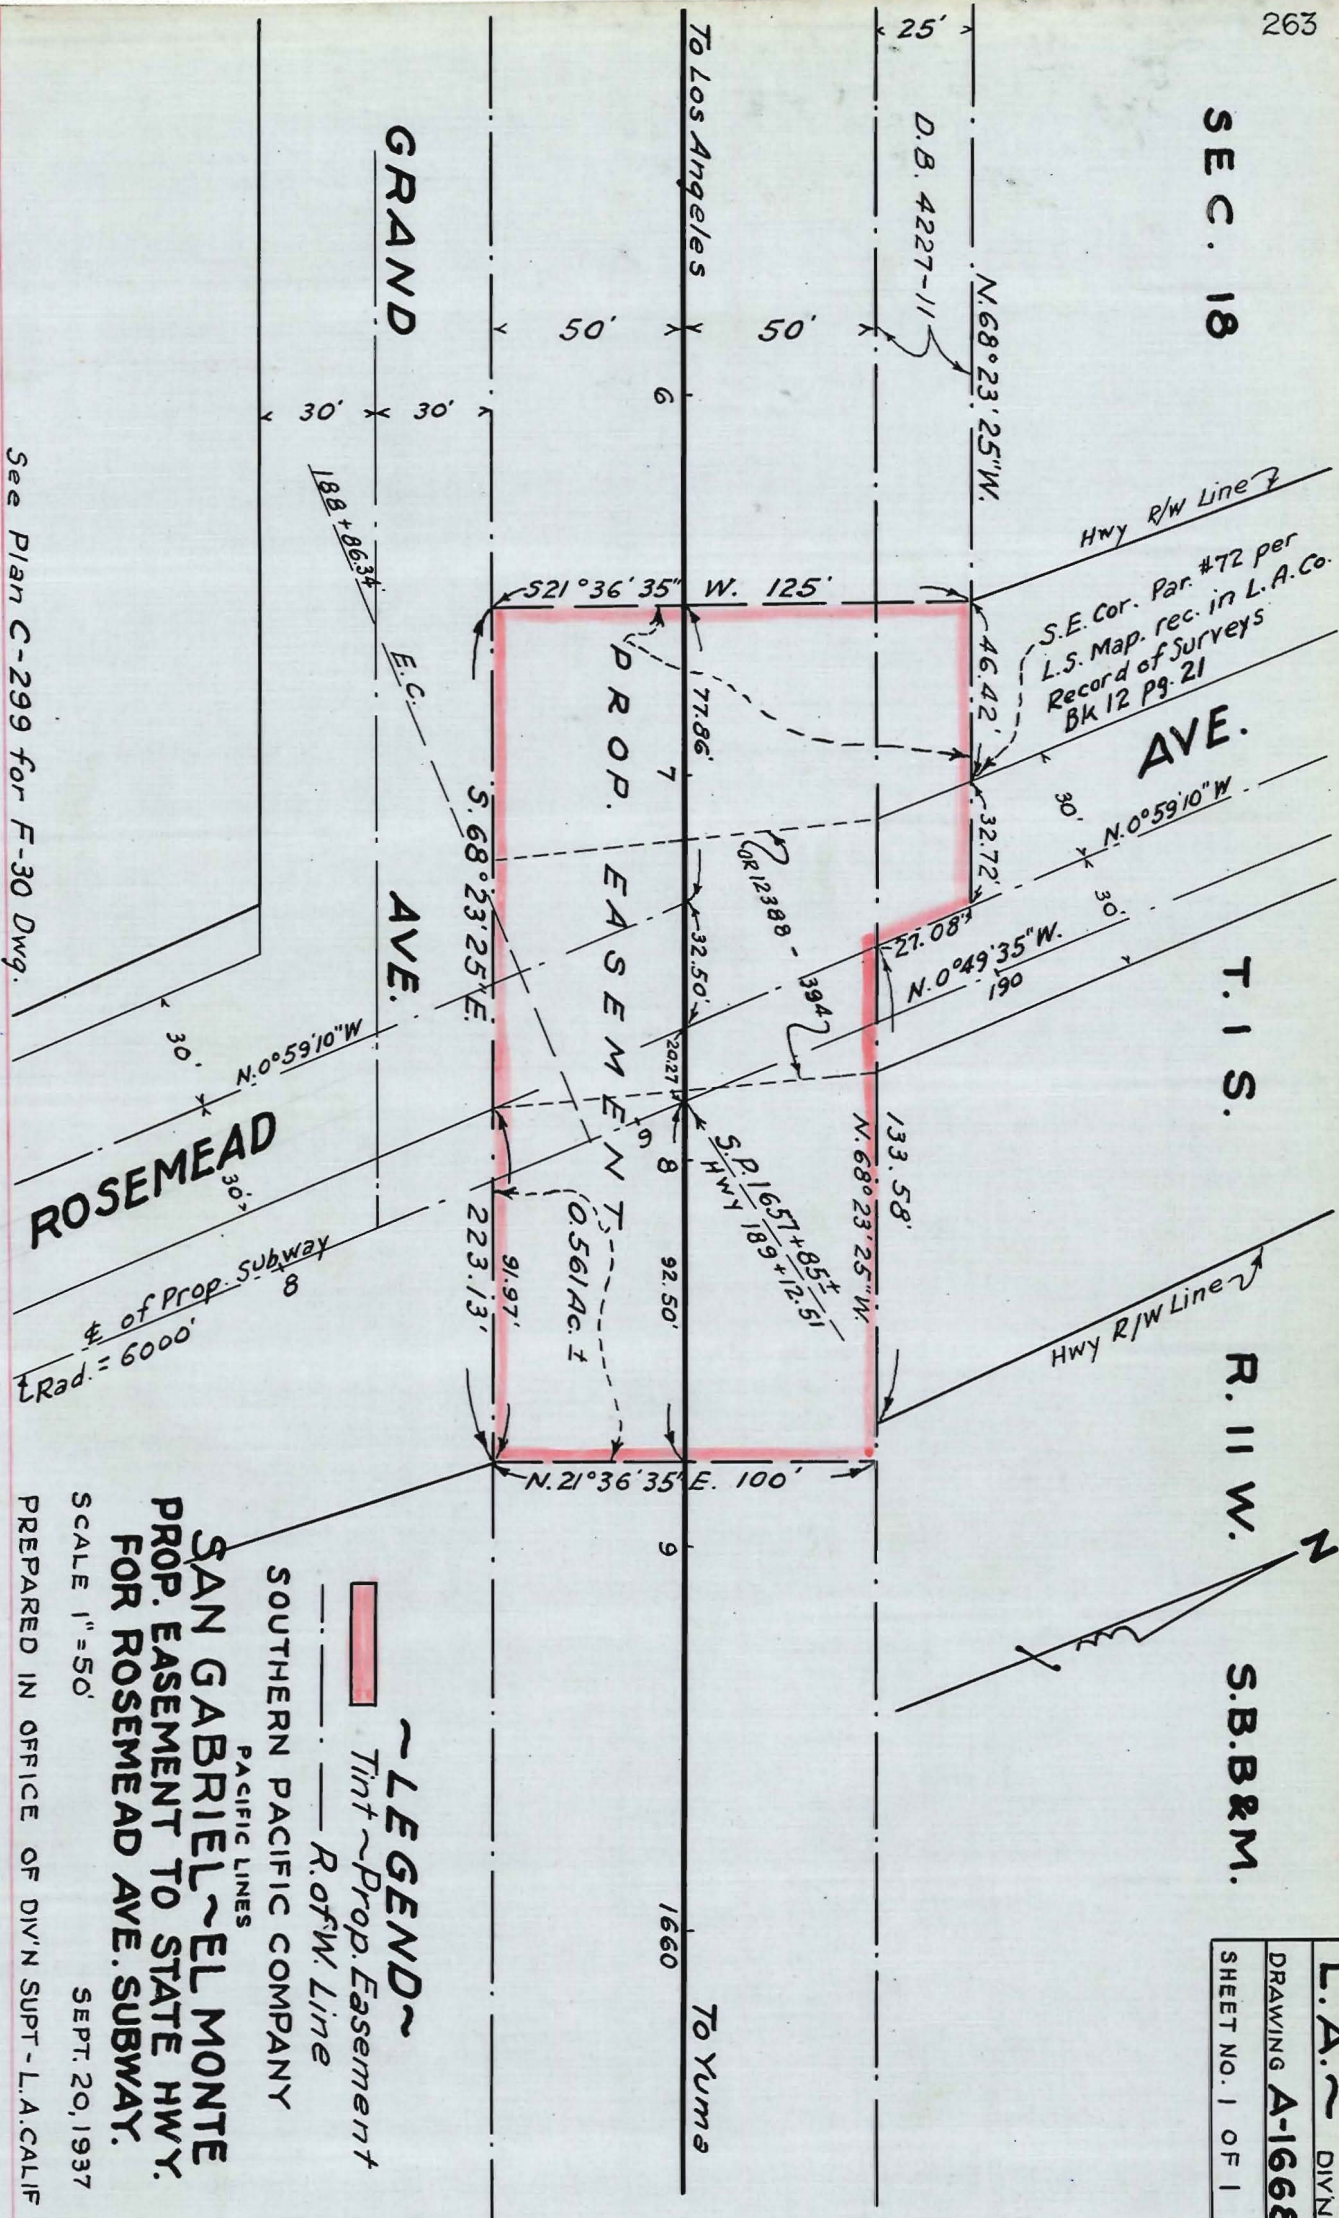 263
SEC. 18 T. 1 S. R. 11 W. S.B.B&M.
L.A.~ DIV'N
DRAWING A-1668
SHEET NO. 1 OF 1
25'
D.B. 4227-11
N.68°23'25"W.
Hwy R/W Line
S.E. Cor. Par. #72 per
L.S. Map. rec. in L.A.Co.
Record of Surveys
BK 12 pg. 21
AVE.
46.42'
32.72'
30'
30'
N.0°59'10"W
27.08'
N.0°49'35"W.
190
133.58'
N.68°23'25"W.
Hwy R/W Line
N
To Los Angeles
50'
50'
6
S21°36'35" W. 125'
77.86'
7
32.50'
20.27
8
92.50'
9
1660
To Yuma
OR12388-394
S.P. 1657+85±
HWY 189+12.51
PROP. EASEMENT
9
0.561Ac.±
N.21°36'35"E. 100'
S.68°23'25"E.
223.13'
91.97'
GRAND AVE.
30'
30'
188+86.34
E.C.
N.0°59'10"W
30'
30'
ROSEMEAD
℄ of Prop. Subway
8
Rad.=6000'
See Plan C-299 for F-30 Dwg.
~LEGEND~
Tint~Prop. Easement
R.ofW. Line
SOUTHERN PACIFIC COMPANY
PACIFIC LINES
SAN GABRIEL~EL MONTE
PROP. EASEMENT TO STATE HWY.
FOR ROSEMEAD AVE. SUBWAY.
SCALE 1"=50' SEPT. 20, 1937
PREPARED IN OFFICE OF DIV'N SUPT-L.A.CALIF